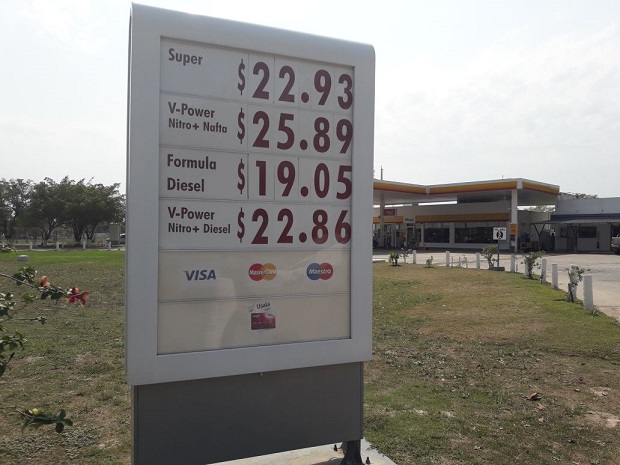 Super $22.93
V-Power
Nitro+ Nafta $25.89
Formula
Diesel $19.05
V-Power
Nitro+ Diesel $22.86
VISA MasterCard Maestro